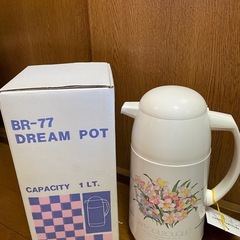 BR-77
DREAM POT
CAPACITY 1 LT.